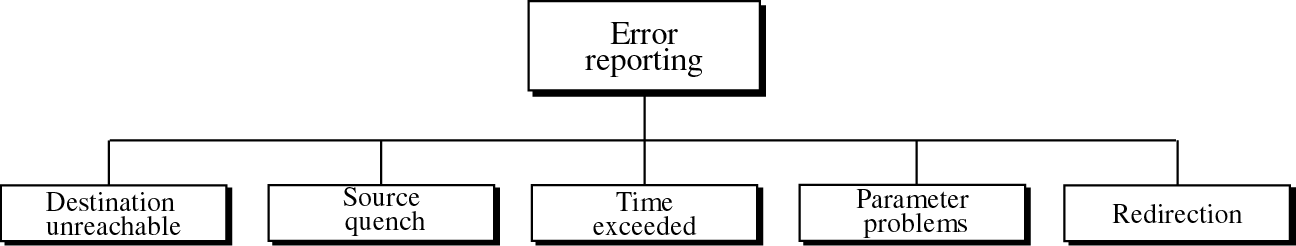 Error
reporting
Destination
unreachable
Source
quench
Time
exceeded
Parameter
problems
Redirection